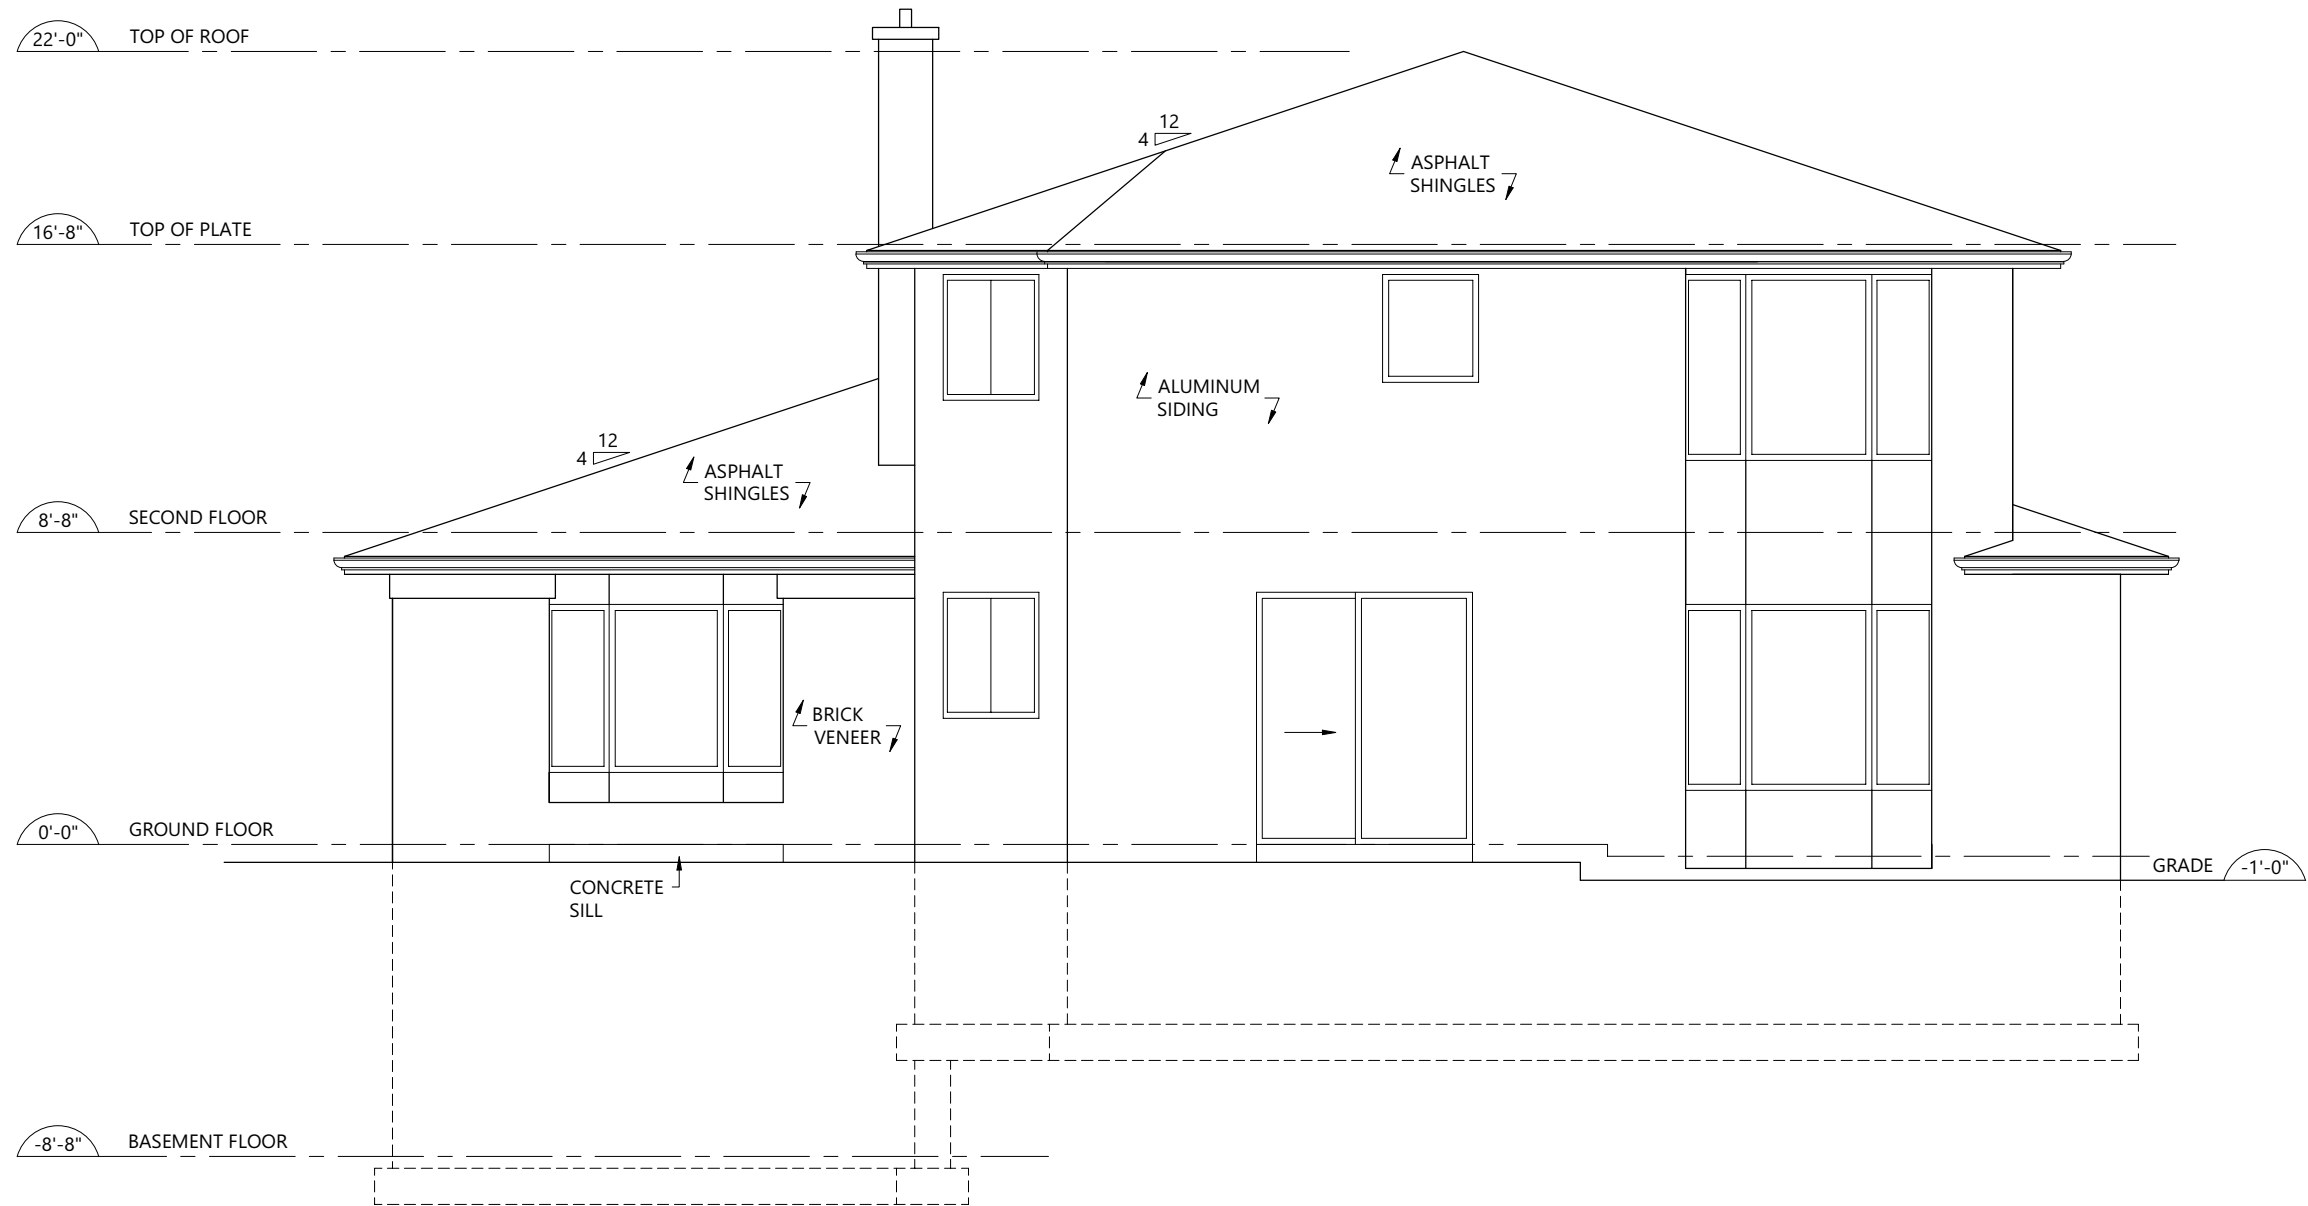 22'-0" TOP OF ROOF
12
4
ASPHALT
SHINGLES
16'-8" TOP OF PLATE
ALUMINUM
SIDING
12
4
ASPHALT
SHINGLES
8'-8" SECOND FLOOR
BRICK
VENEER
0'-0" GROUND FLOOR
GRADE -1'-0"
CONCRETE
SILL
-8'-8" BASEMENT FLOOR